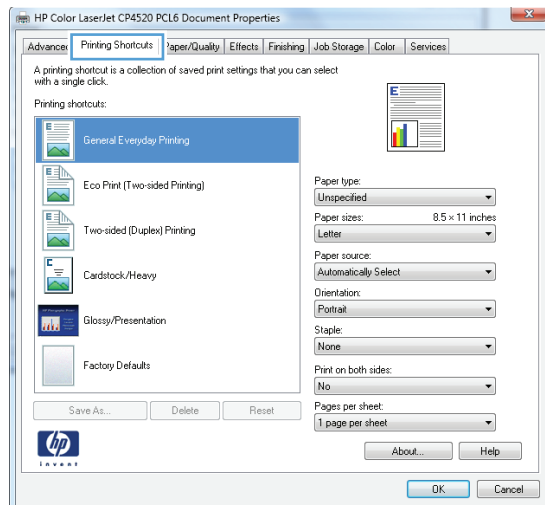 HP Color LaserJet CP4520 PCL6 Document Properties
Advanced Printing Shortcuts Paper/Quality Effects Finishing Job Storage Color Services
A printing shortcut is a collection of saved print settings that you can select
with a single click.
Printing shortcuts:
General Everyday Printing
Eco Print (Two-sided Printing)
Two-sided (Duplex) Printing
Cardstock/Heavy
Glossy/Presentation
Factory Defaults
Save As... Delete Reset
E
Paper type:
Unspecified
Paper sizes: 8.5 × 11 inches
Letter
Paper source:
Automatically Select
Orientation:
Portrait
Staple:
None
Print on both sides:
No
Pages per sheet:
1 page per sheet
hp
invent
About... Help
OK Cancel